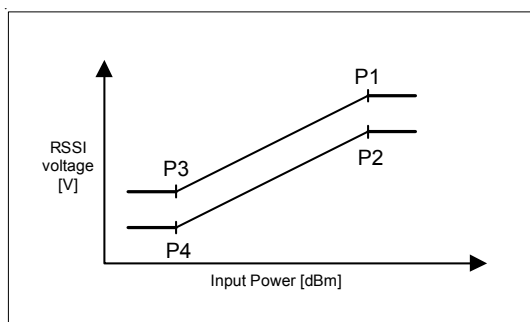 P1
RSSI
voltage
[V]
P3
P2
P4
Input Power [dBm]